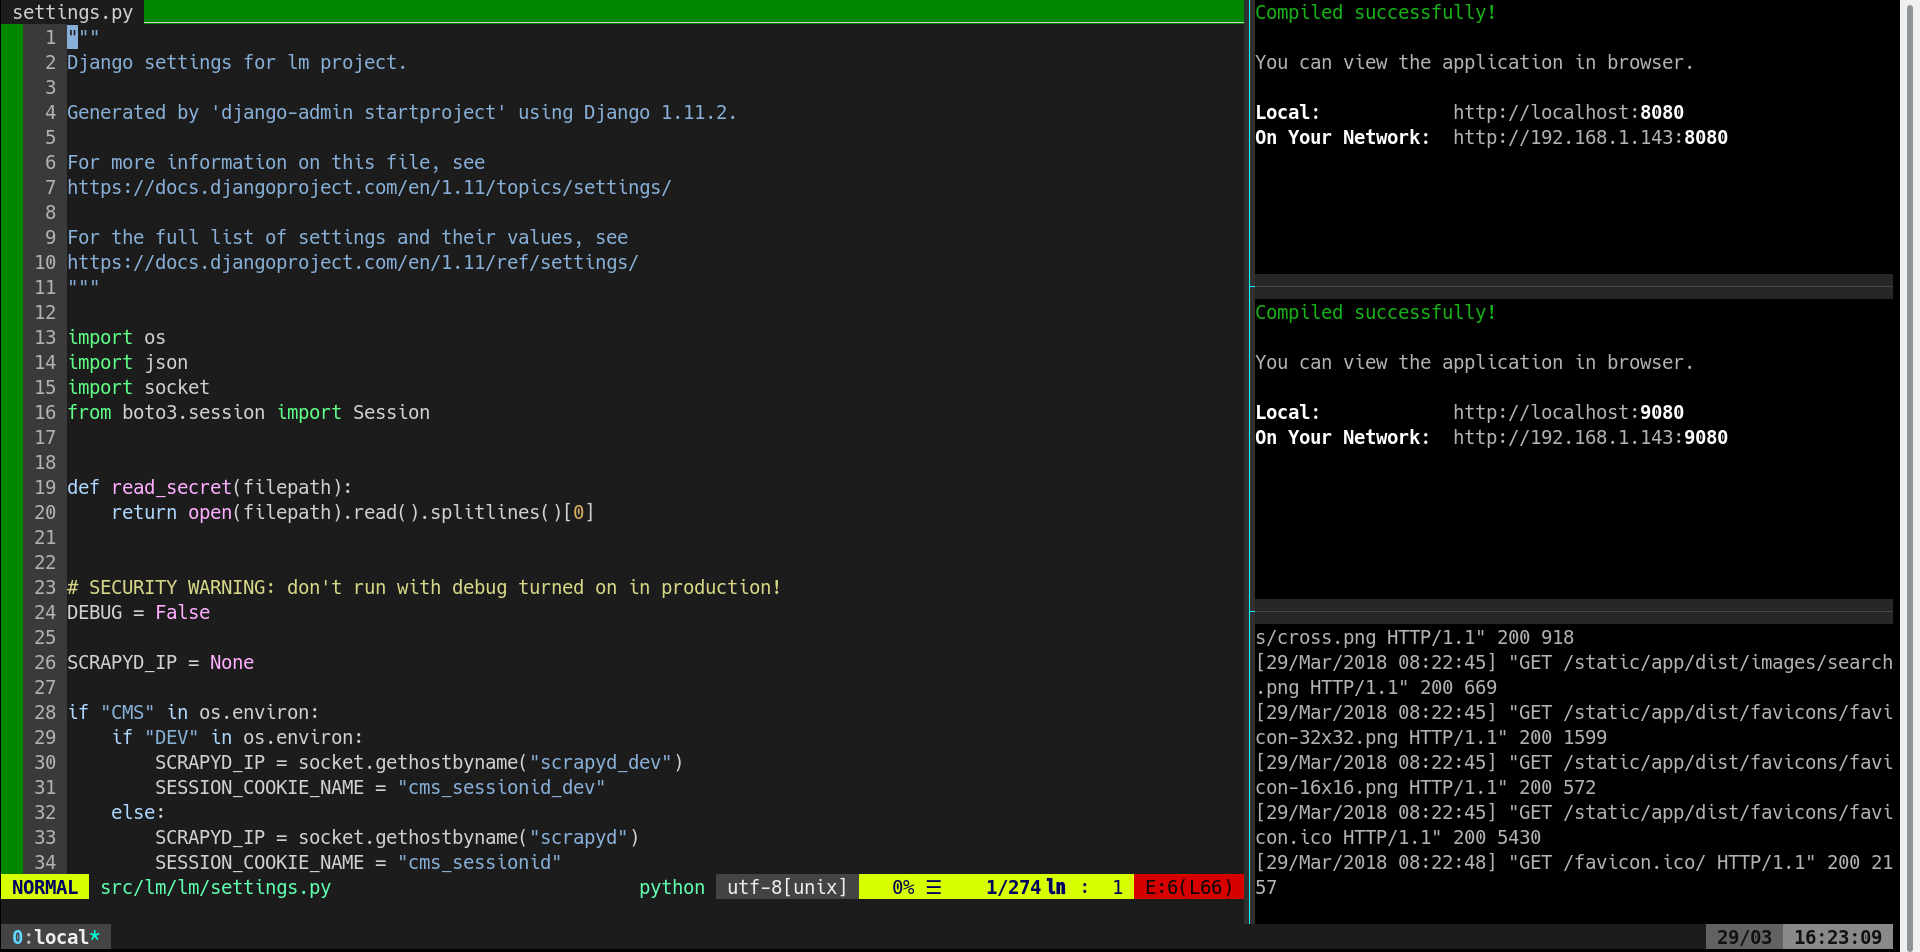 settings.py
1 """
2 Django settings for lm project.
3
4 Generated by 'django-admin startproject' using Django 1.11.2.
5
6 For more information on this file, see
7 https://docs.djangoproject.com/en/1.11/topics/settings/
8
9 For the full list of settings and their values, see
10 https://docs.djangoproject.com/en/1.11/ref/settings/
11 """
12
13 import os
14 import json
15 import socket
16 from boto3.session import Session
17
18
19 def read_secret(filepath):
20     return open(filepath).read().splitlines()[0]
21
22
23 # SECURITY WARNING: don't run with debug turned on in production!
24 DEBUG = False
25
26 SCRAPYD_IP = None
27
28 if "CMS" in os.environ:
29     if "DEV" in os.environ:
30         SCRAPYD_IP = socket.gethostbyname("scrapyd_dev")
31         SESSION_COOKIE_NAME = "cms_sessionid_dev"
32     else:
33         SCRAPYD_IP = socket.gethostbyname("scrapyd")
34         SESSION_COOKIE_NAME = "cms_sessionid"
NORMAL src/lm/lm/settings.py python utf-8[unix] 0% ☰ 1/274 ln : 1 E:6(L66)
Compiled successfully!
You can view the application in browser.
Local: http://localhost:8080
On Your Network: http://192.168.1.143:8080
Compiled successfully!
You can view the application in browser.
Local: http://localhost:9080
On Your Network: http://192.168.1.143:9080
s/cross.png HTTP/1.1" 200 918
[29/Mar/2018 08:22:45] "GET /static/app/dist/images/search
.png HTTP/1.1" 200 669
[29/Mar/2018 08:22:45] "GET /static/app/dist/favicons/favi
con-32x32.png HTTP/1.1" 200 1599
[29/Mar/2018 08:22:45] "GET /static/app/dist/favicons/favi
con-16x16.png HTTP/1.1" 200 572
[29/Mar/2018 08:22:45] "GET /static/app/dist/favicons/favi
con.ico HTTP/1.1" 200 5430
[29/Mar/2018 08:22:48] "GET /favicon.ico/ HTTP/1.1" 200 21
57
0:local* 29/03 16:23:09